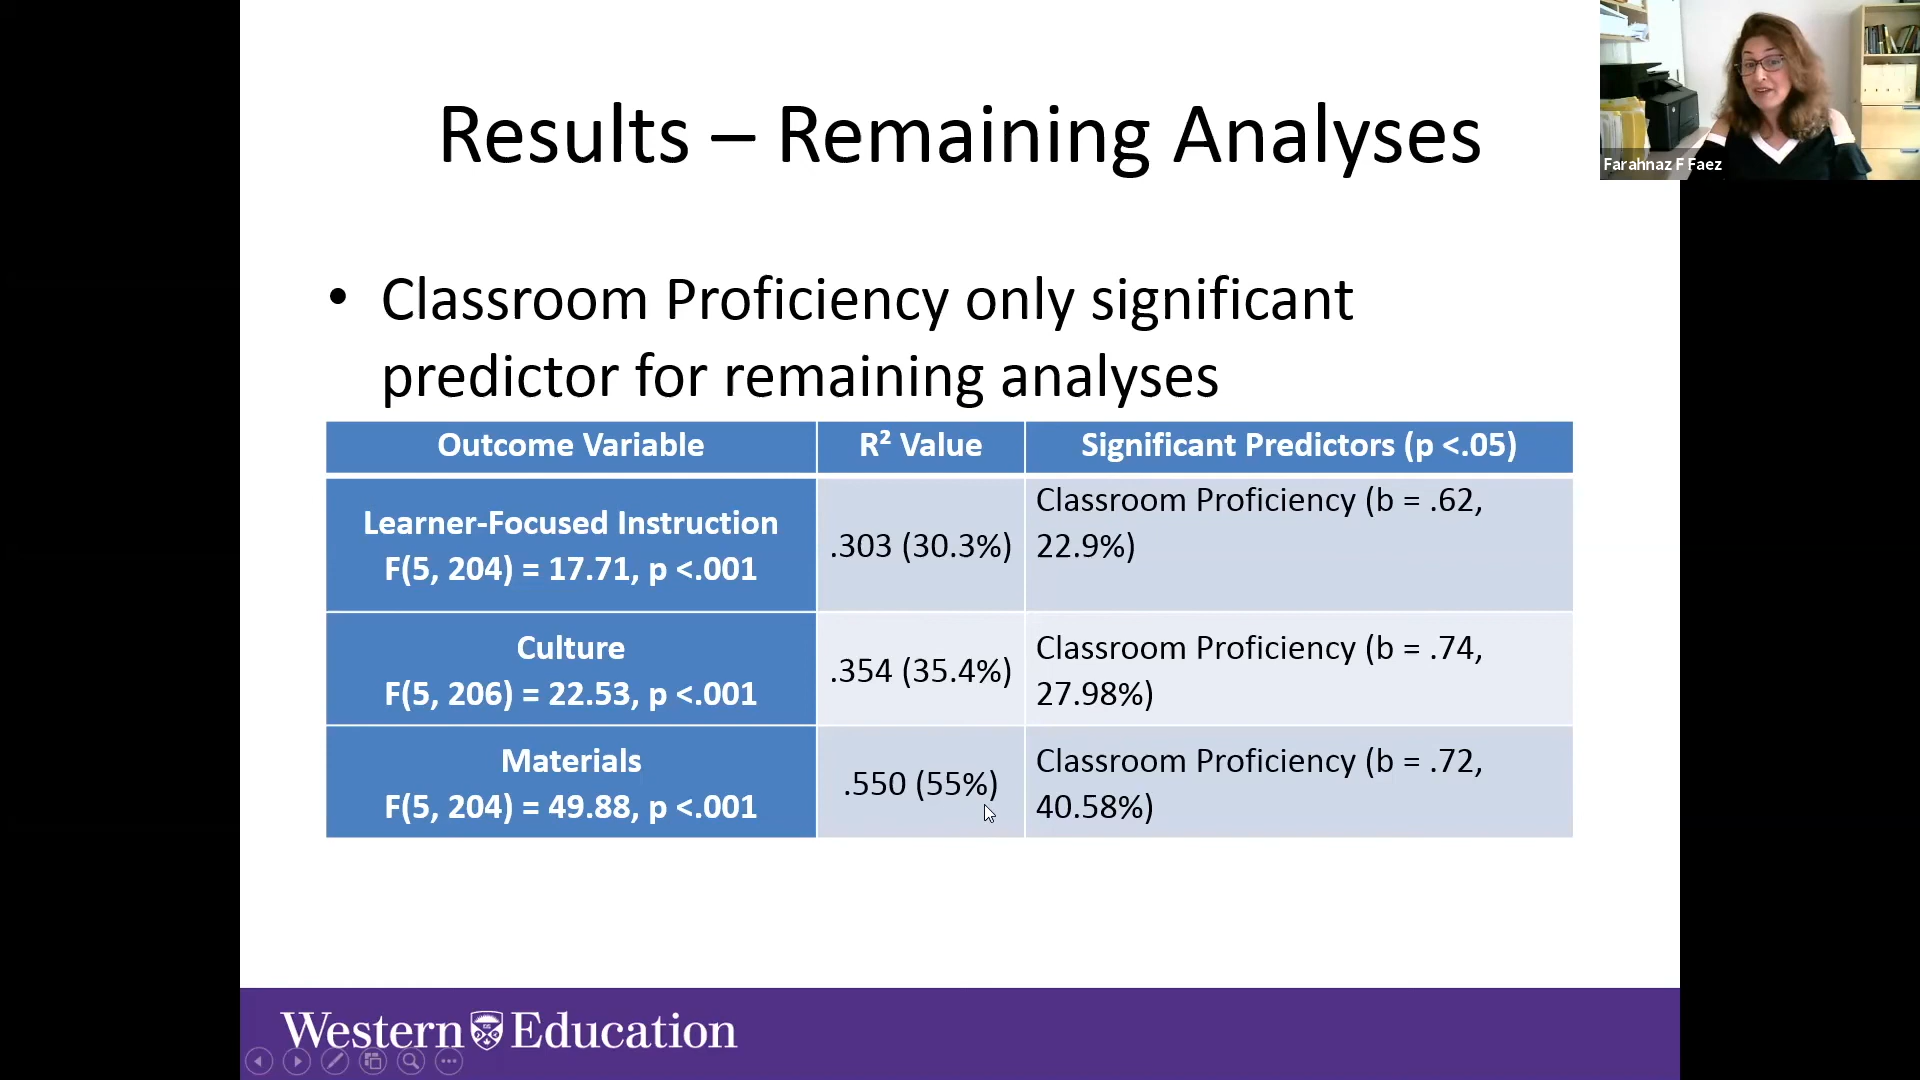 Results – Remaining Analyses
Farahnaz F Faez
• Classroom Proficiency only significant
predictor for remaining analyses
Outcome Variable
R² Value
Significant Predictors (p <.05)
Learner-Focused Instruction
F(5, 204) = 17.71, p <.001
.303 (30.3%)
Classroom Proficiency (b = .62,
22.9%)
Culture
F(5, 206) = 22.53, p <.001
.354 (35.4%)
Classroom Proficiency (b = .74,
27.98%)
Materials
F(5, 204) = 49.88, p <.001
.550 (55%)
Classroom Proficiency (b = .72,
40.58%)
Western Education